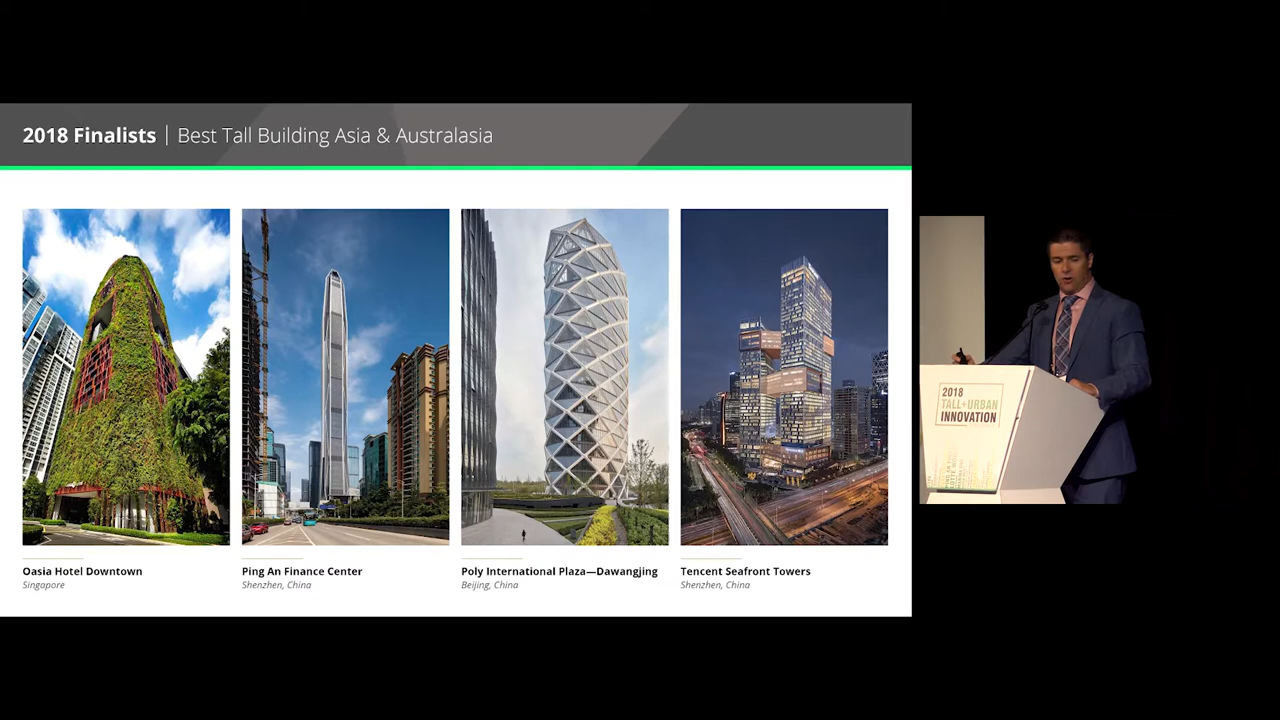 2018 Finalists | Best Tall Building Asia & Australasia
Oasia Hotel Downtown
Singapore
Ping An Finance Center
Shenzhen, China
Poly International Plaza—Dawangjing
Beijing, China
Tencent Seafront Towers
Shenzhen, China
2018
TALL+URBAN
INNOVATION